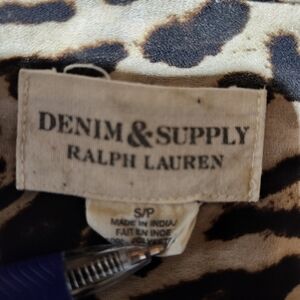 DENIM & SUPPLY
RALPH LAUREN
S/P
MADE IN INDIA
FAIT EN INDE